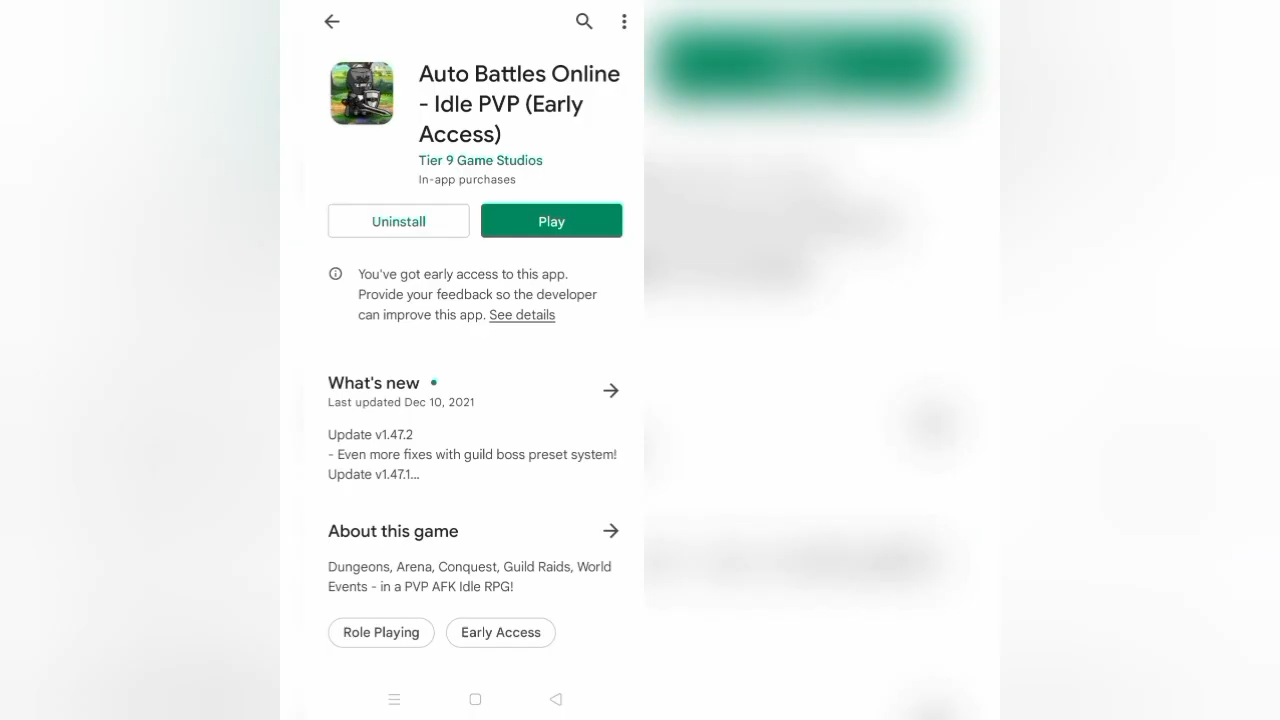 Auto Battles Online
- Idle PVP (Early
Access)
Tier 9 Game Studios
In-app purchases
Uninstall
Play
You've got early access to this app.
Provide your feedback so the developer
can improve this app. See details
What's new
Last updated Dec 10, 2021
Update v1.47.2
- Even more fixes with guild boss preset system!
Update v1.47.1...
About this game
Dungeons, Arena, Conquest, Guild Raids, World
Events - in a PVP AFK Idle RPG!
Role Playing
Early Access